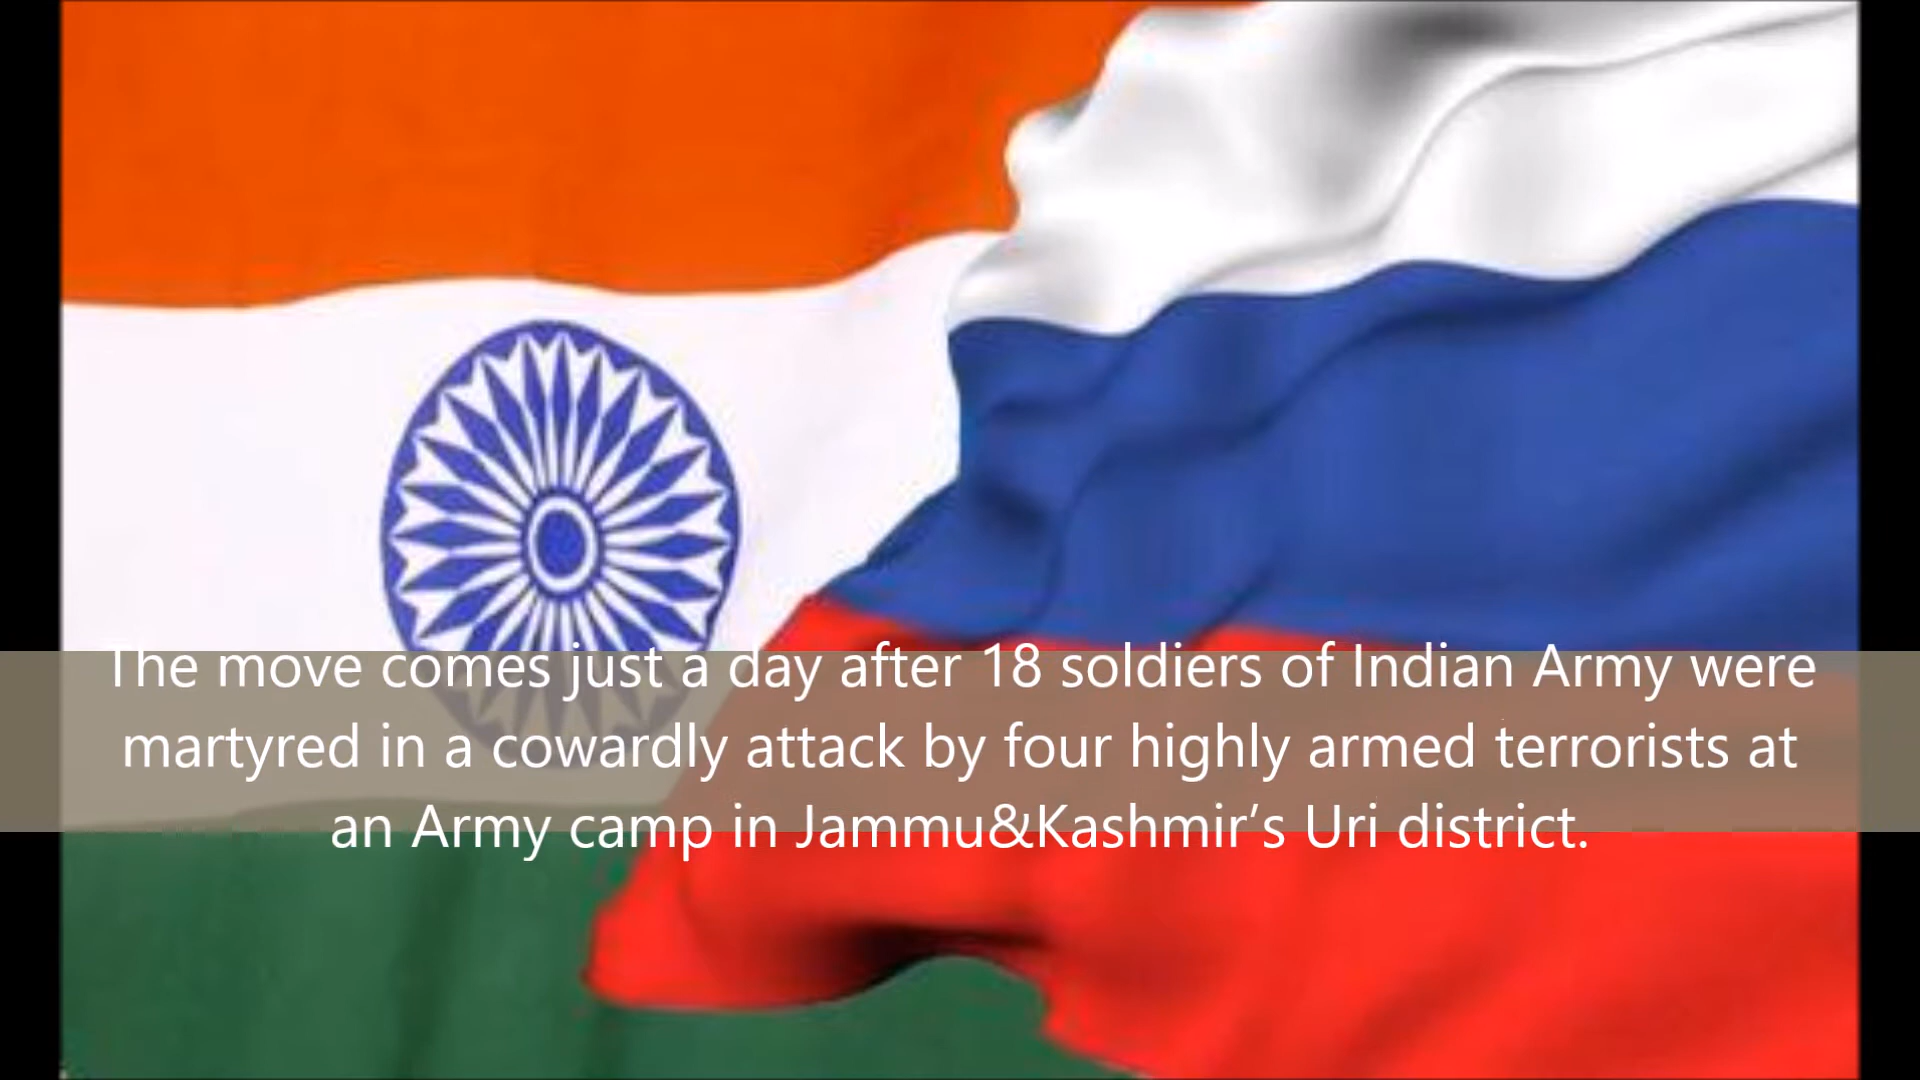 The move comes just a day after 18 soldiers of Indian Army were
martyred in a cowardly attack by four highly armed terrorists at
an Army camp in Jammu&Kashmir’s Uri district.